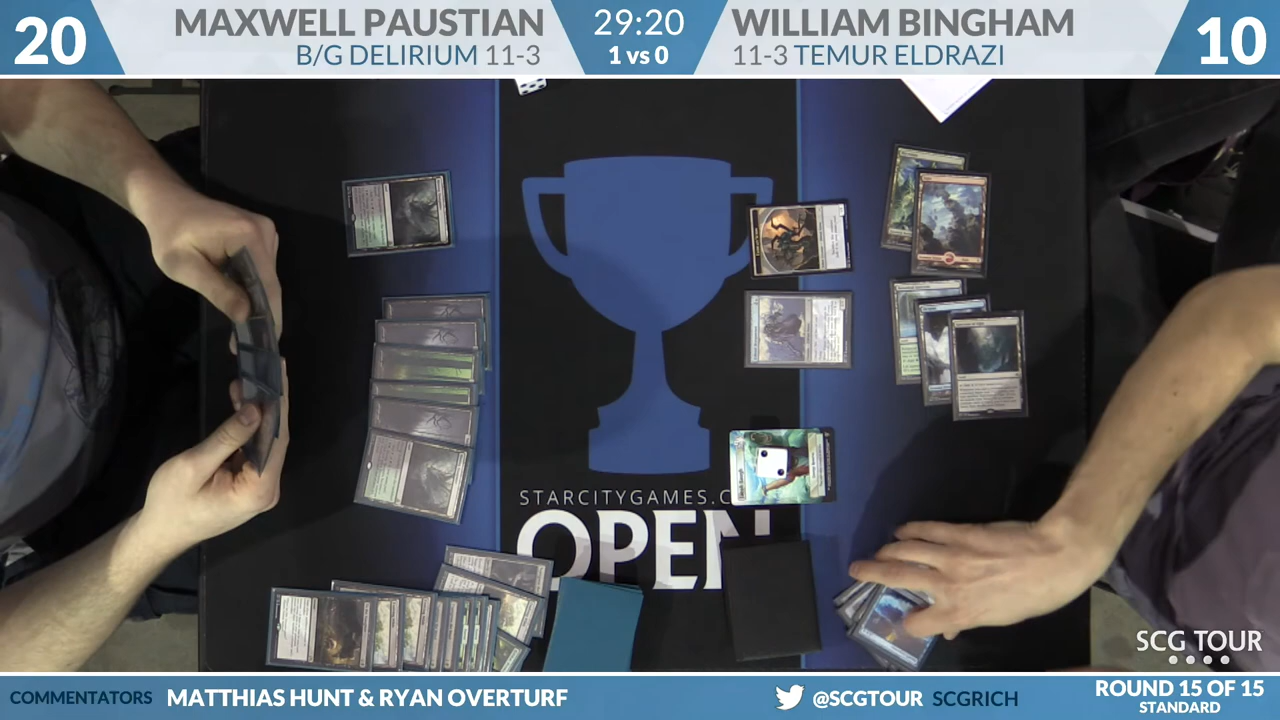 20
MAXWELL PAUSTIAN
B/G DELIRIUM 11-3
29:20
1 vs 0
WILLIAM BINGHAM
11-3 TEMUR ELDRAZI
10
STARCITYGAMES.C
OPEN
SCG TOUR
COMMENTATORS MATTHIAS HUNT & RYAN OVERTURF
@SCGTOUR SCGRICH
ROUND 15 OF 15
STANDARD